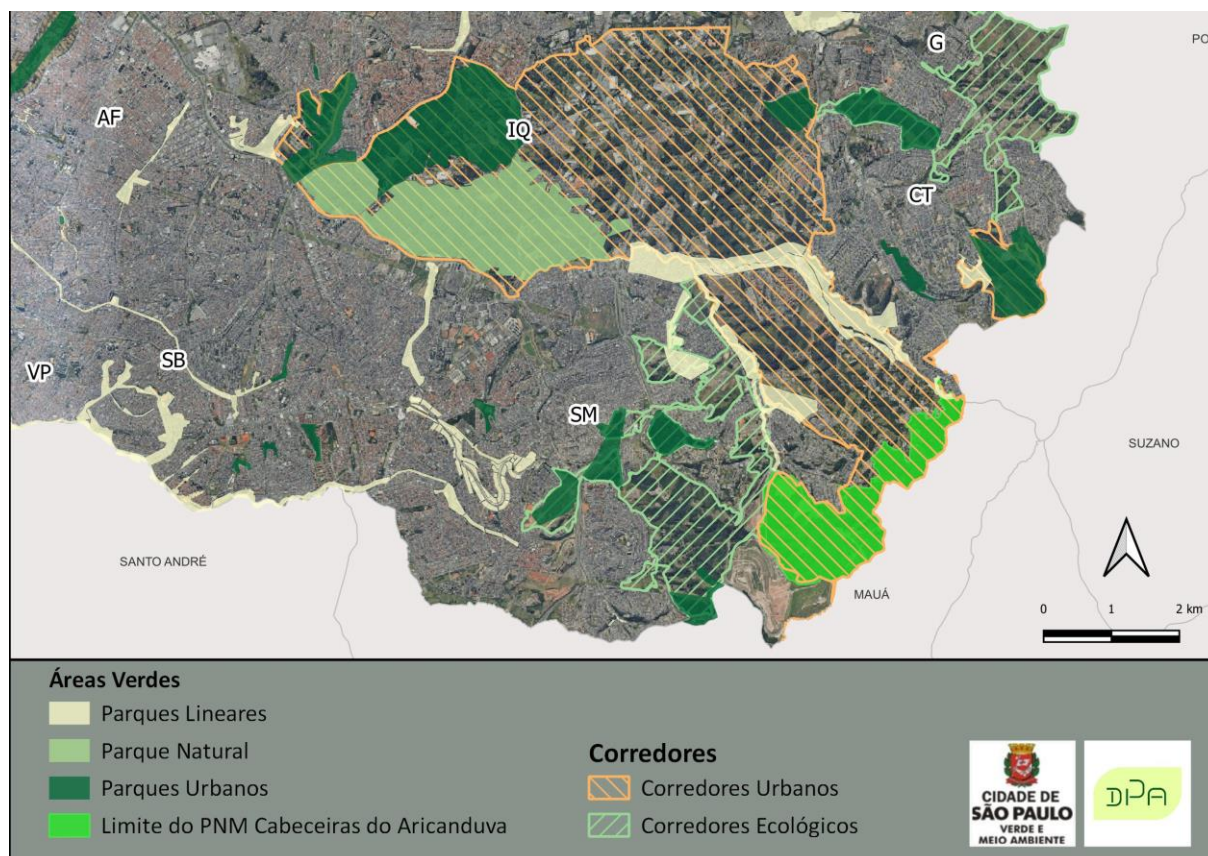 G
PO
AF
IQ
CT
VP
SB
SM
SUZANO
SANTO ANDRÉ
MAUÁ
0 1 2 km
Áreas Verdes
Parques Lineares
Parque Natural
Parques Urbanos
Limite do PNM Cabeceiras do Aricanduva
Corredores
Corredores Urbanos
Corredores Ecológicos
CIDADE DE
SÃO PAULO
VERDE E
MEIO AMBIENTE
DPA